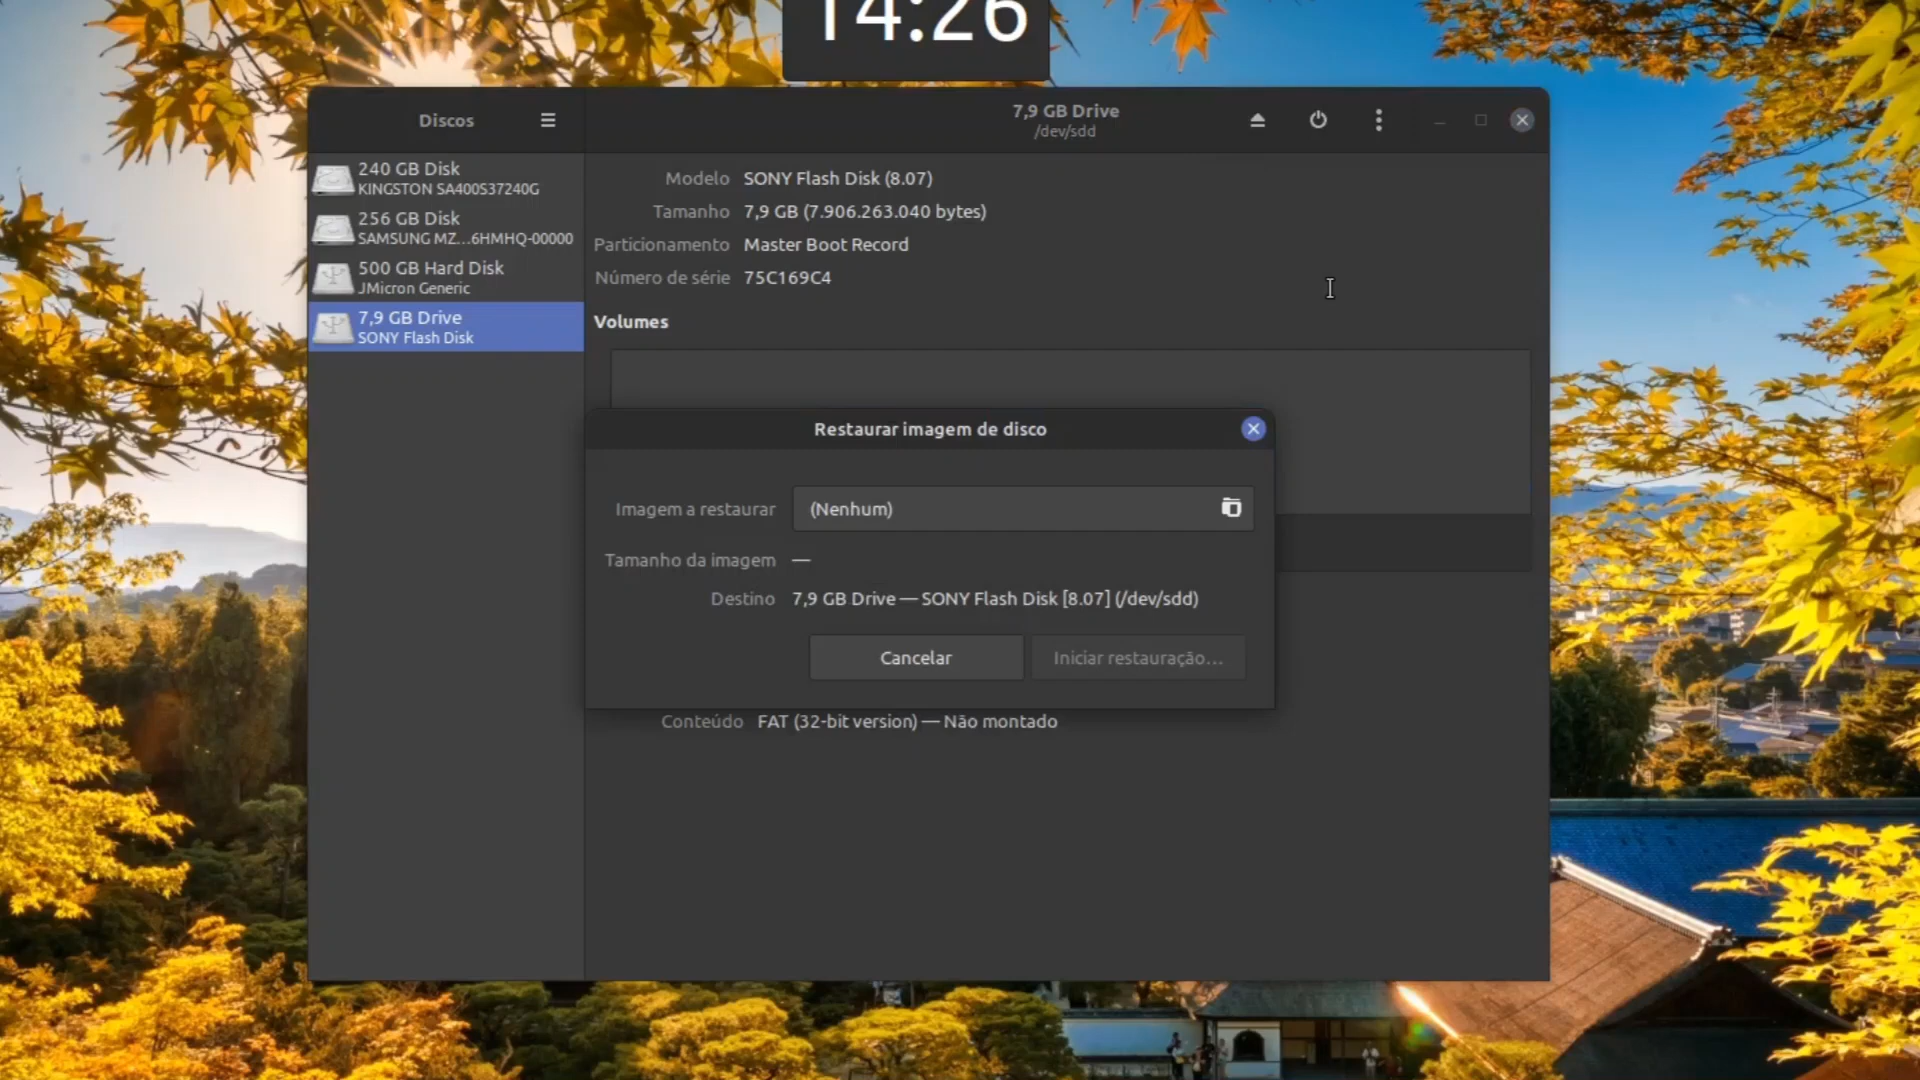 14:26
Discos
7,9 GB Drive
/dev/sdd
240 GB Disk
KINGSTON SA400S37240G
256 GB Disk
SAMSUNG MZ...6HMHQ-00000
500 GB Hard Disk
JMicron Generic
7,9 GB Drive
SONY Flash Disk
Modelo SONY Flash Disk (8.07)
Tamanho 7,9 GB (7.906.263.040 bytes)
Particionamento Master Boot Record
Número de série 75C169C4
Volumes
Restaurar imagem de disco
Imagem a restaurar (Nenhum)
Tamanho da imagem —
Destino 7,9 GB Drive — SONY Flash Disk [8.07] (/dev/sdd)
Cancelar Iniciar restauração...
Conteúdo FAT (32-bit version) — Não montado